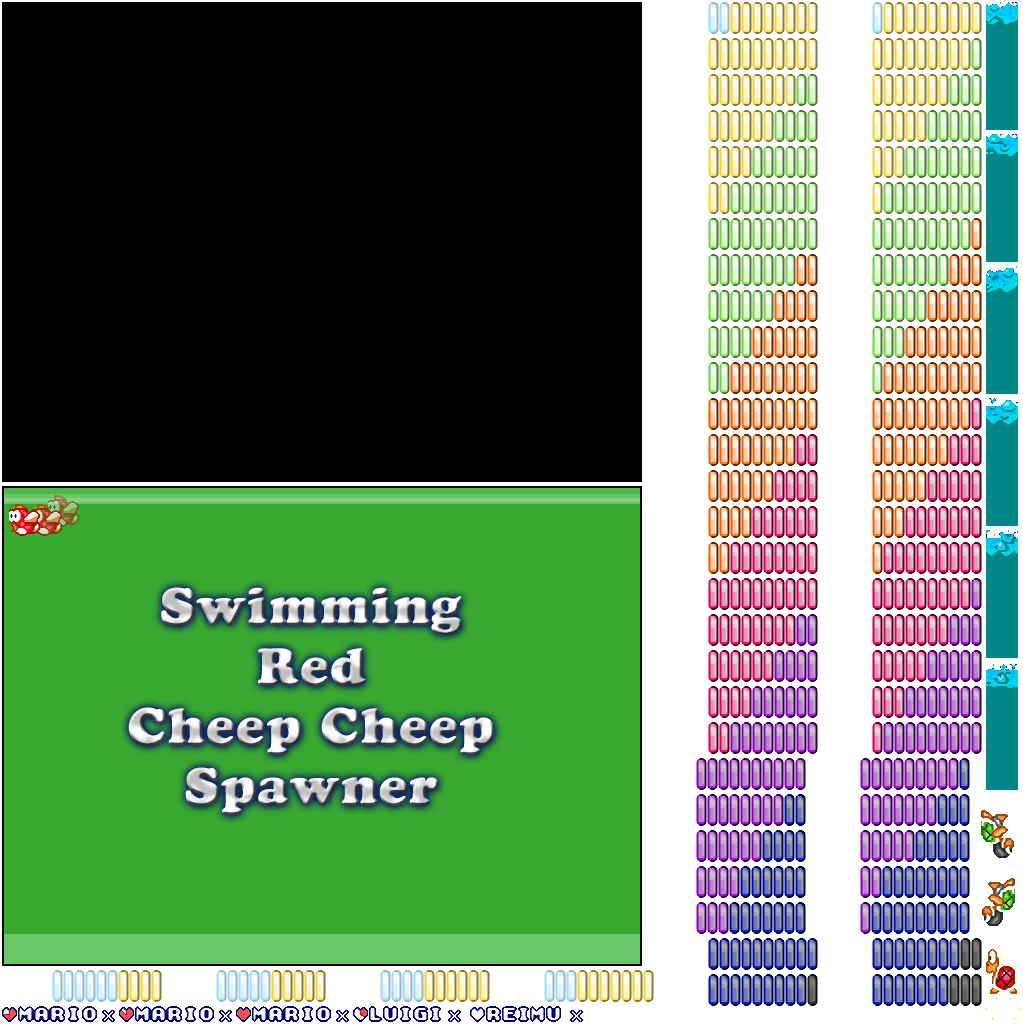 Swimming
Red
Cheep Cheep
Spawner
MARIO x MARIO x MARIO x LUIGI x REIMU x